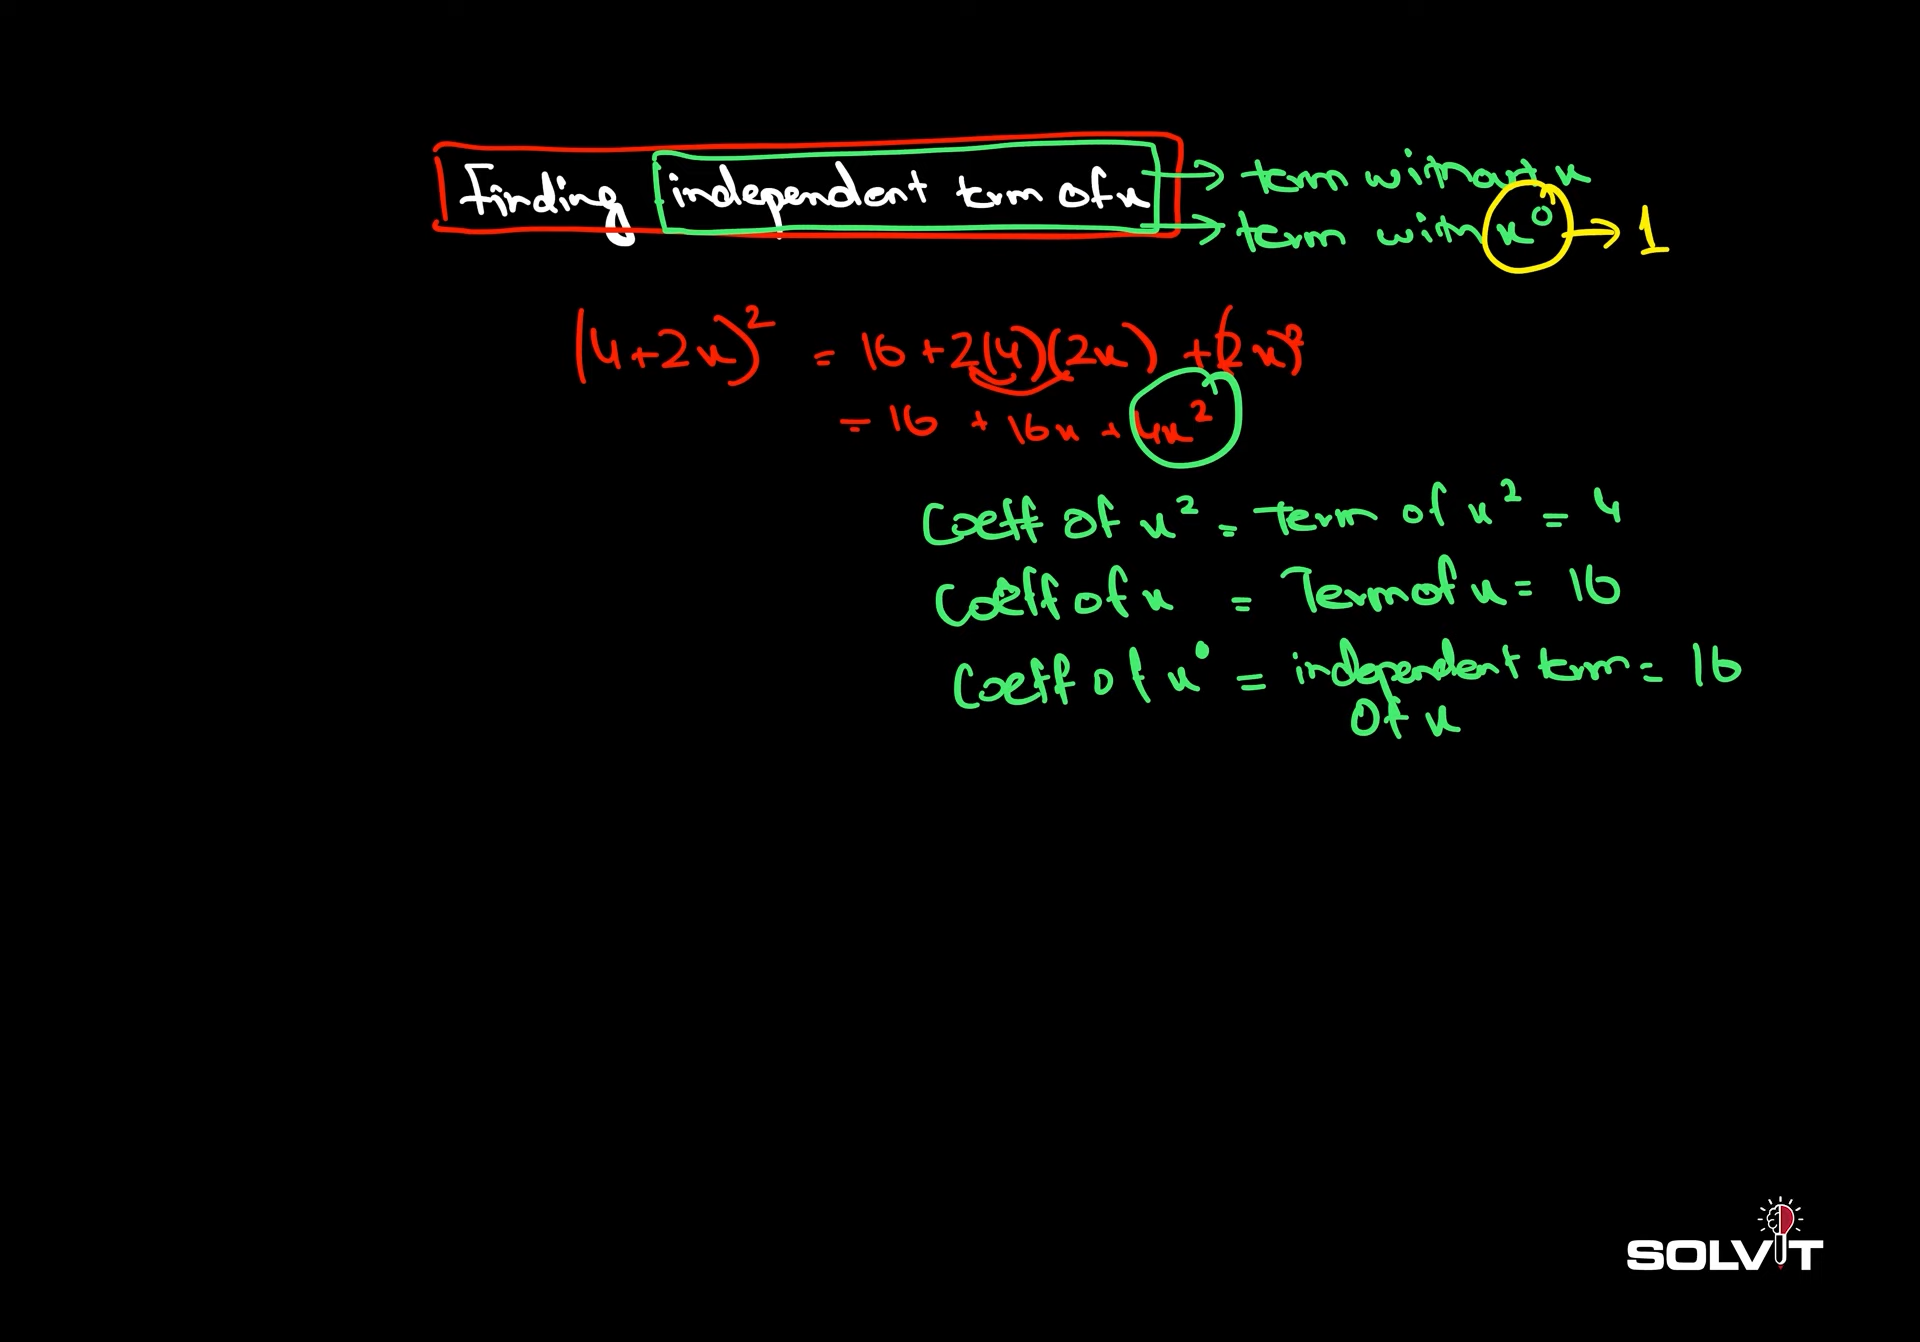 Finding independent term of x → term without x
→ term with x⁰ → 1
(4+2x)² = 16 + 2(4)(2x) + (2x)²
= 16 + 16x + 4x²
Coeff of x² = term of x² = 4
Coeff of x = Term of x = 16
Coeff of x⁰ = independent term = 16
of x
SOLVIT